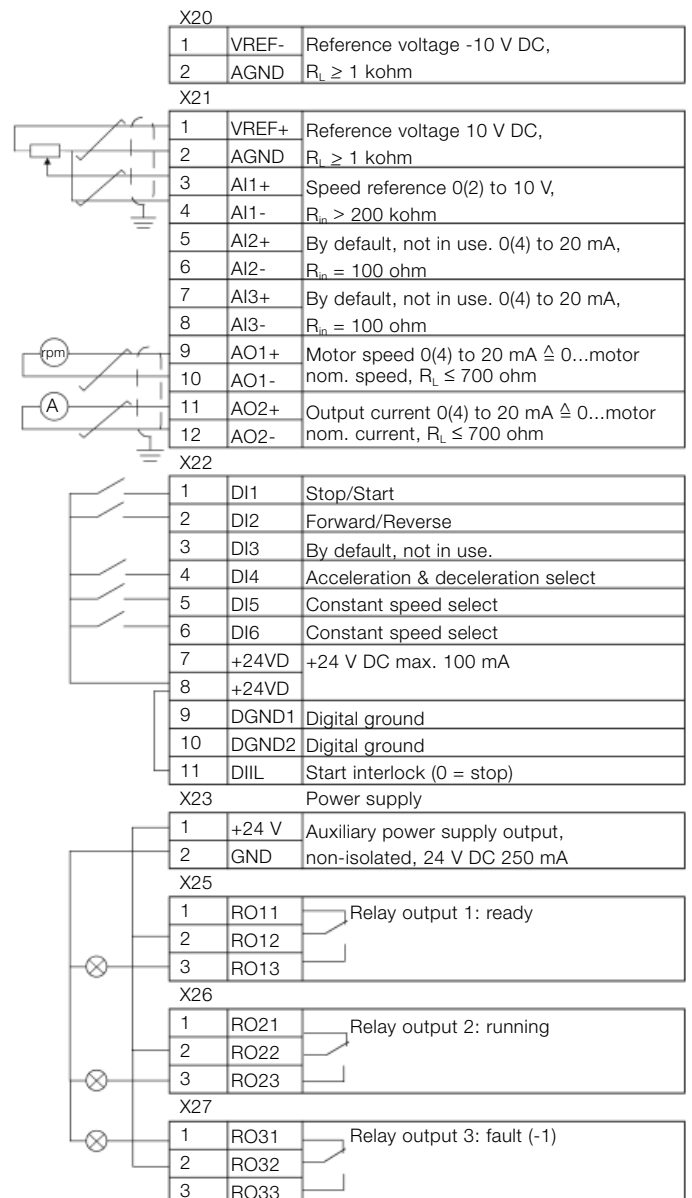 X20
1 VREF- Reference voltage -10 V DC,
2 AGND R_L ≥ 1 kohm
X21
1 VREF+ Reference voltage 10 V DC,
2 AGND R_L ≥ 1 kohm
3 AI1+ Speed reference 0(2) to 10 V,
4 AI1- R_in > 200 kohm
5 AI2+ By default, not in use. 0(4) to 20 mA,
6 AI2- R_in = 100 ohm
7 AI3+ By default, not in use. 0(4) to 20 mA,
8 AI3- R_in = 100 ohm
rpm 9 AO1+ Motor speed 0(4) to 20 mA ≙ 0...motor
10 AO1- nom. speed, R_L ≤ 700 ohm
A 11 AO2+ Output current 0(4) to 20 mA ≙ 0...motor
12 AO2- nom. current, R_L ≤ 700 ohm
X22
1 DI1 Stop/Start
2 DI2 Forward/Reverse
3 DI3 By default, not in use.
4 DI4 Acceleration & deceleration select
5 DI5 Constant speed select
6 DI6 Constant speed select
7 +24VD +24 V DC max. 100 mA
8 +24VD
9 DGND1 Digital ground
10 DGND2 Digital ground
11 DIIL Start interlock (0 = stop)
X23 Power supply
1 +24 V Auxiliary power supply output,
2 GND non-isolated, 24 V DC 250 mA
X25
1 RO11 Relay output 1: ready
2 RO12
3 RO13
X26
1 RO21 Relay output 2: running
2 RO22
3 RO23
X27
1 RO31 Relay output 3: fault (-1)
2 RO32
3 RO33